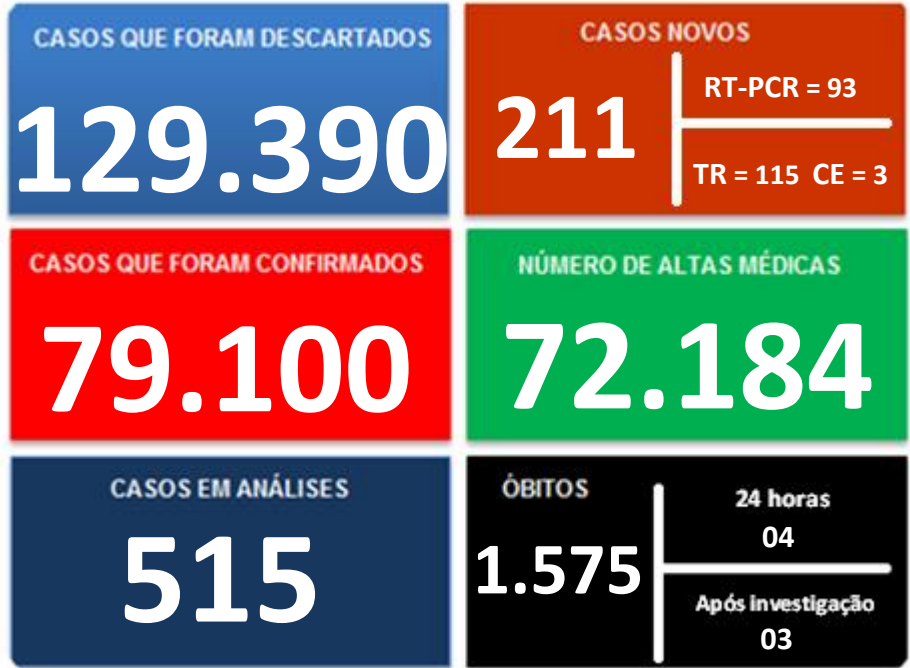 CASOS QUE FORAM DESCARTADOS
129.390
CASOS NOVOS
211
RT-PCR = 93
TR = 115 CE = 3
CASOS QUE FORAM CONFIRMADOS
79.100
NÚMERO DE ALTAS MÉDICAS
72.184
CASOS EM ANÁLISES
515
ÓBITOS
1.575
24 horas
04
Após investigação
03